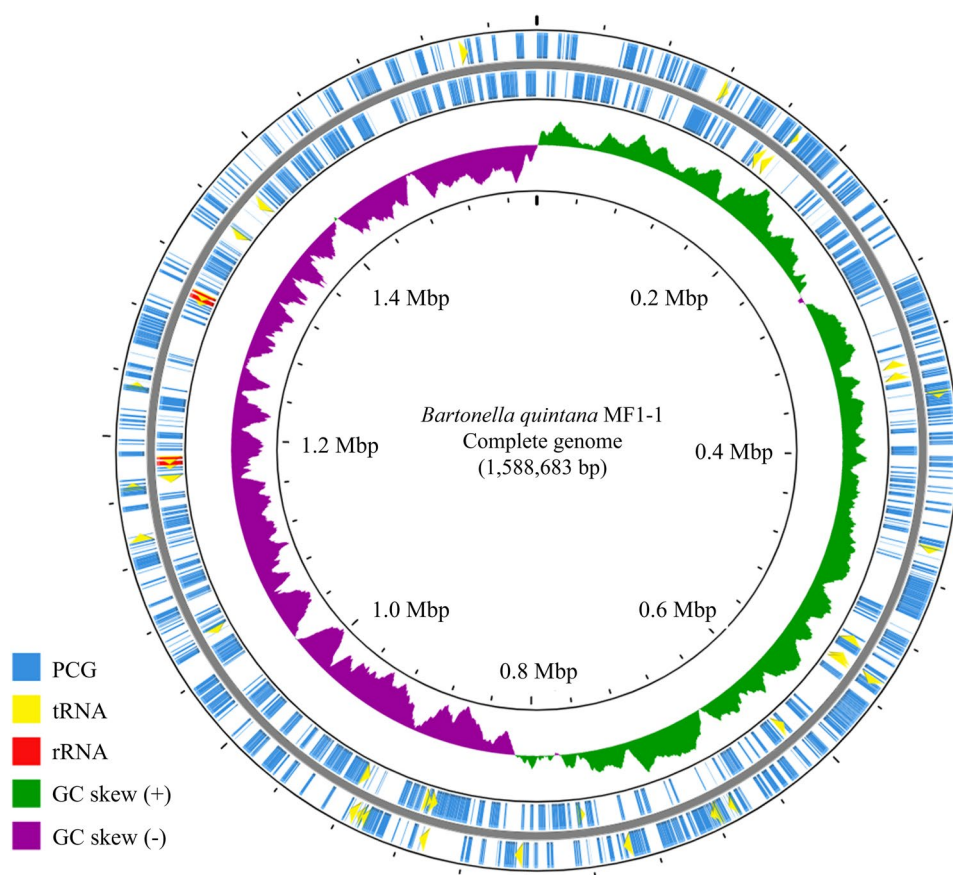 1.4 Mbp
0.2 Mbp
Bartonella quintana MF1-1
Complete genome
(1,588,683 bp)
1.2 Mbp
0.4 Mbp
1.0 Mbp
0.6 Mbp
0.8 Mbp
PCG
tRNA
rRNA
GC skew (+)
GC skew (-)